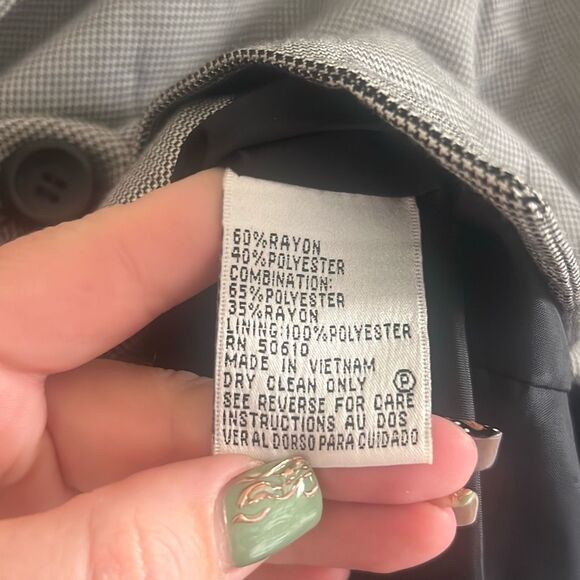 60%RAYON
40%POLYESTER
COMBINATION:
65%POLYESTER
35%RAYON
LINING:100%POLYESTER
RN 50610
MADE IN VIETNAM
DRY CLEAN ONLY Ⓟ
SEE REVERSE FOR CARE
INSTRUCTIONS AU DOS
VER AL DORSO PARA CUIDADO